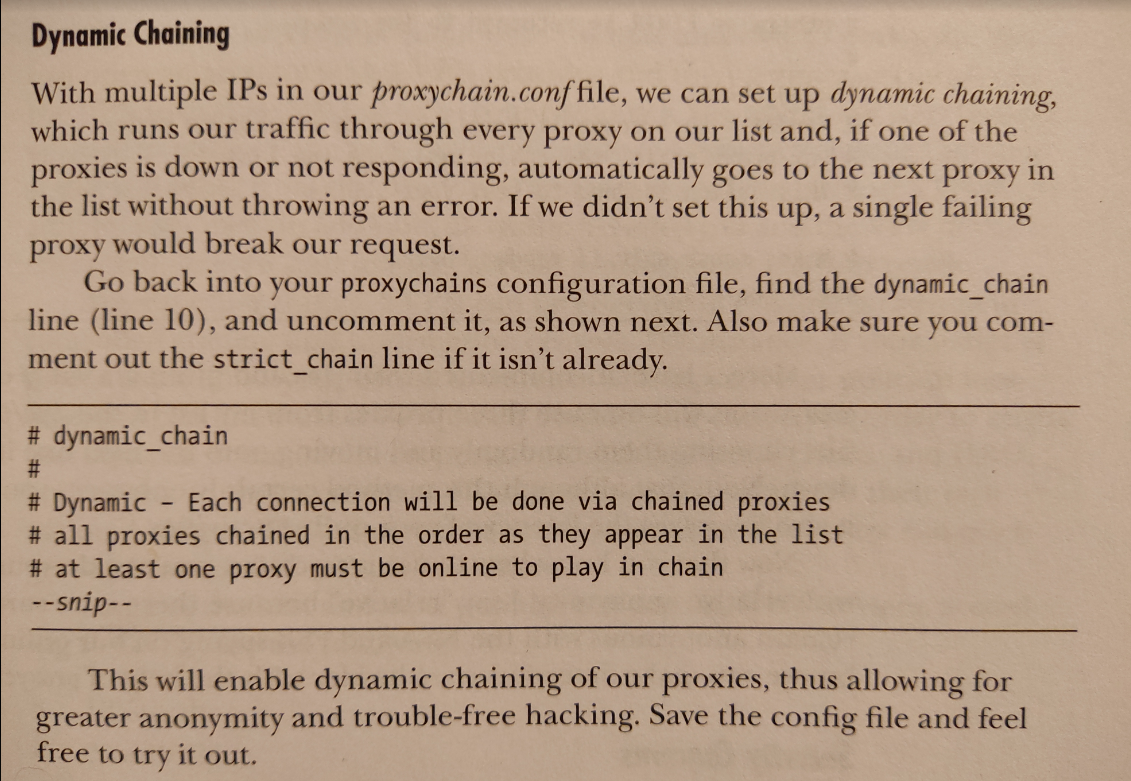 Dynamic Chaining
With multiple IPs in our proxychain.conf file, we can set up dynamic chaining,
which runs our traffic through every proxy on our list and, if one of the
proxies is down or not responding, automatically goes to the next proxy in
the list without throwing an error. If we didn't set this up, a single failing
proxy would break our request.
Go back into your proxychains configuration file, find the dynamic_chain
line (line 10), and uncomment it, as shown next. Also make sure you com-
ment out the strict_chain line if it isn't already.
# dynamic_chain
#
# Dynamic – Each connection will be done via chained proxies
# all proxies chained in the order as they appear in the list
# at least one proxy must be online to play in chain
--snip--
This will enable dynamic chaining of our proxies, thus allowing for
greater anonymity and trouble-free hacking. Save the config file and feel
free to try it out.